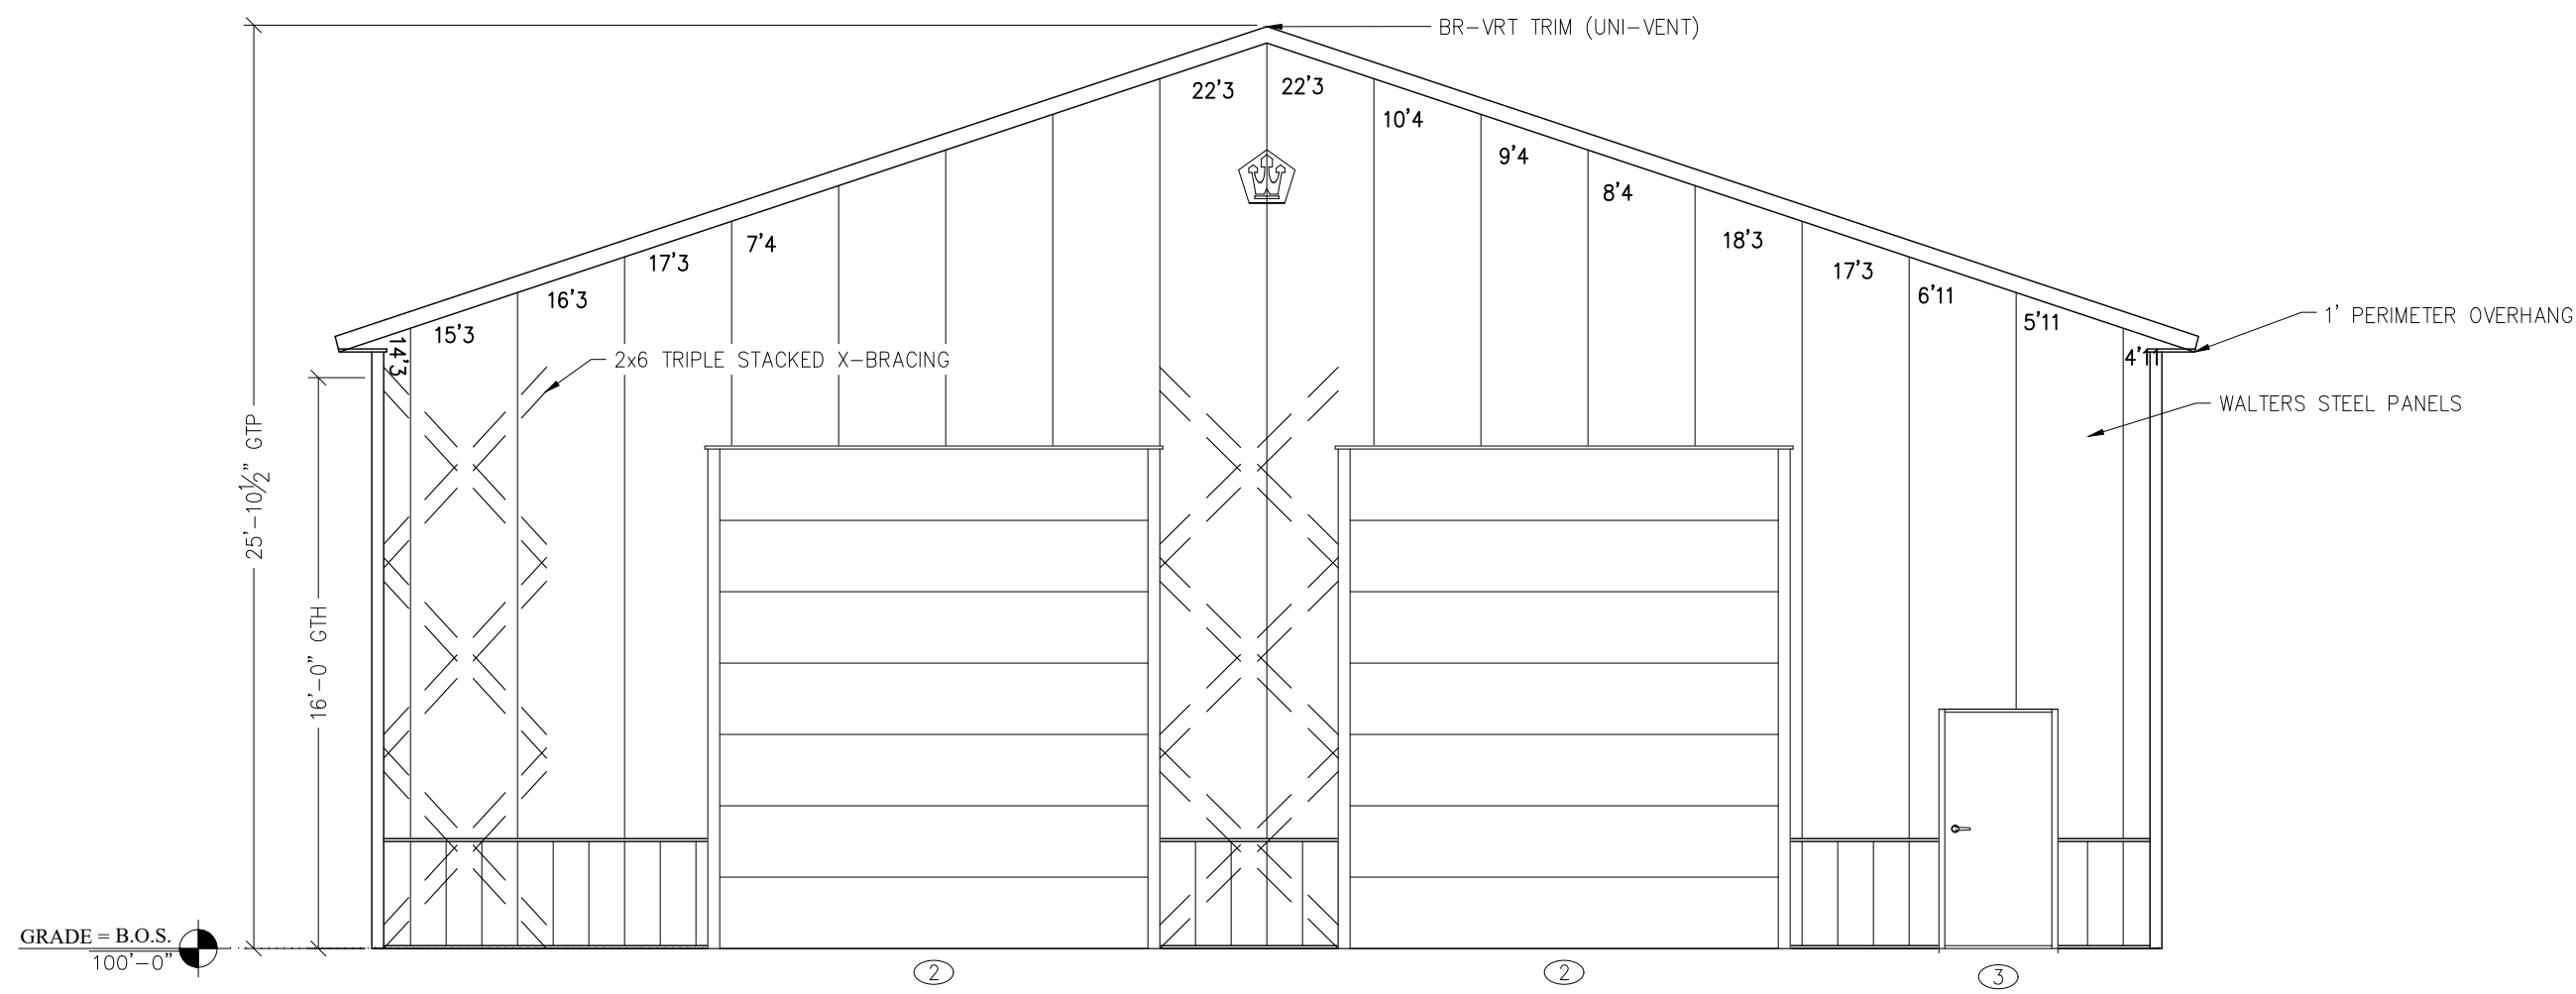 BR-VRT TRIM (UNI-VENT)
22'3
22'3
10'4
9'4
8'4
7'4
18'3
17'3
17'3
16'3
6'11
5'11
15'3
14'3
4'11
1' PERIMETER OVERHANG
2x6 TRIPLE STACKED X-BRACING
WALTERS STEEL PANELS
25'-10½" GTP
16'-0" GTH
GRADE = B.O.S.
100'-0"
2
2
3